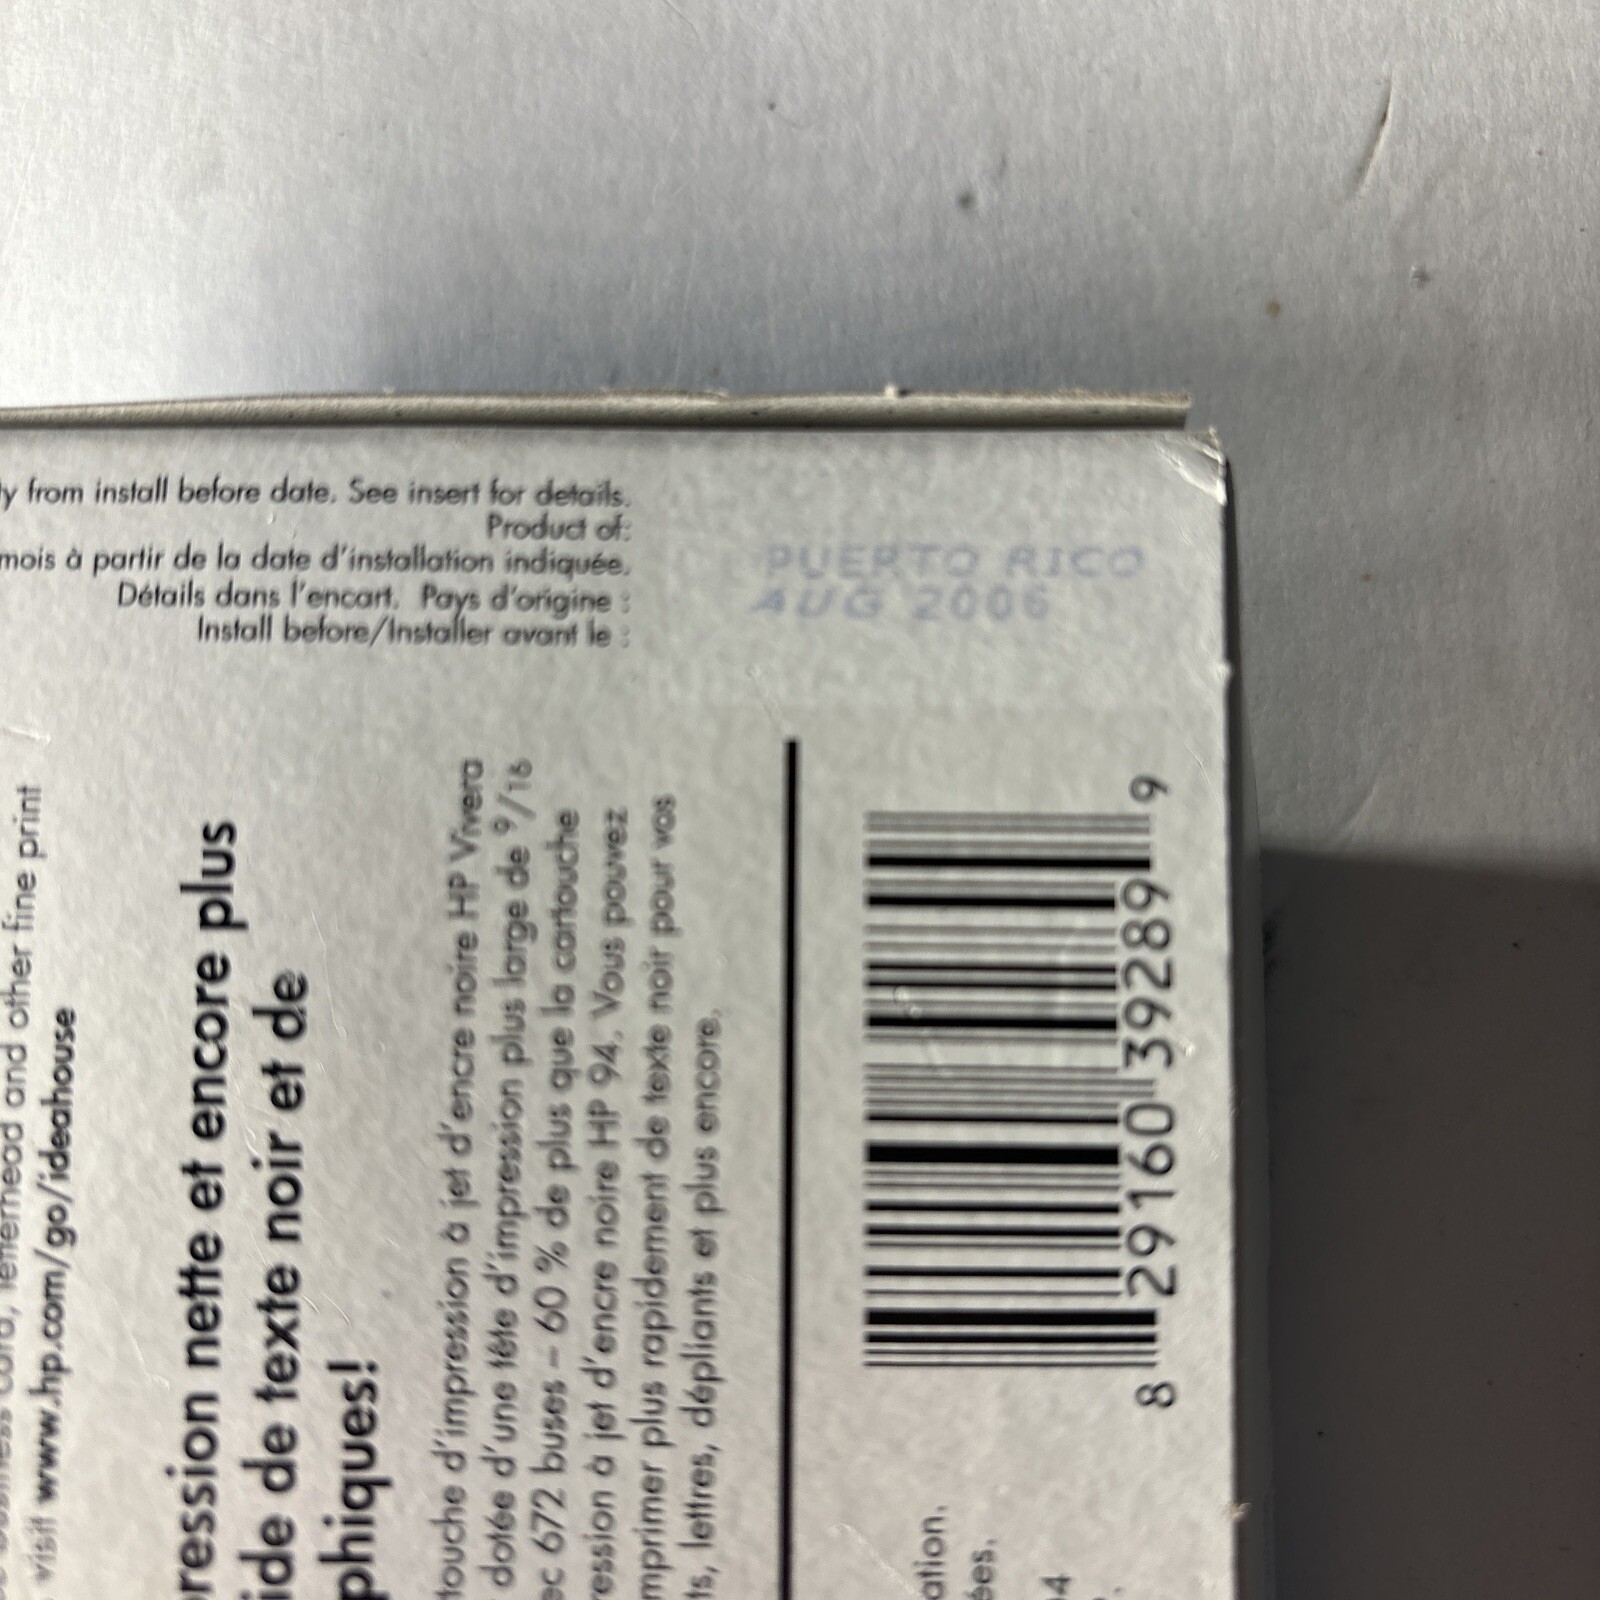 y from install before date. See insert for details.
Product of:
mois à partir de la date d'installation indiquée.
Détails dans l'encart. Pays d'origine :
Install before/Installer avant le :
PUERTO RICO
AUG 2006
and other fine print
visit www.hp.com/go/ideahouse
pression nette et encore plus
ide de texte noir et de
phiques!
touche d'impression à jet d'encre noire HP Vivera
dotée d'une tête d'impression plus large de 9/16
ec 672 buses – 60 % de plus que la cartouche
ression à jet d'encre noire HP 94. Vous pouvez
mprimer plus rapidement de texte noir pour vos
ts, lettres, dépliants et plus encore.
8 29160 39289 9
ation.
ées.
04